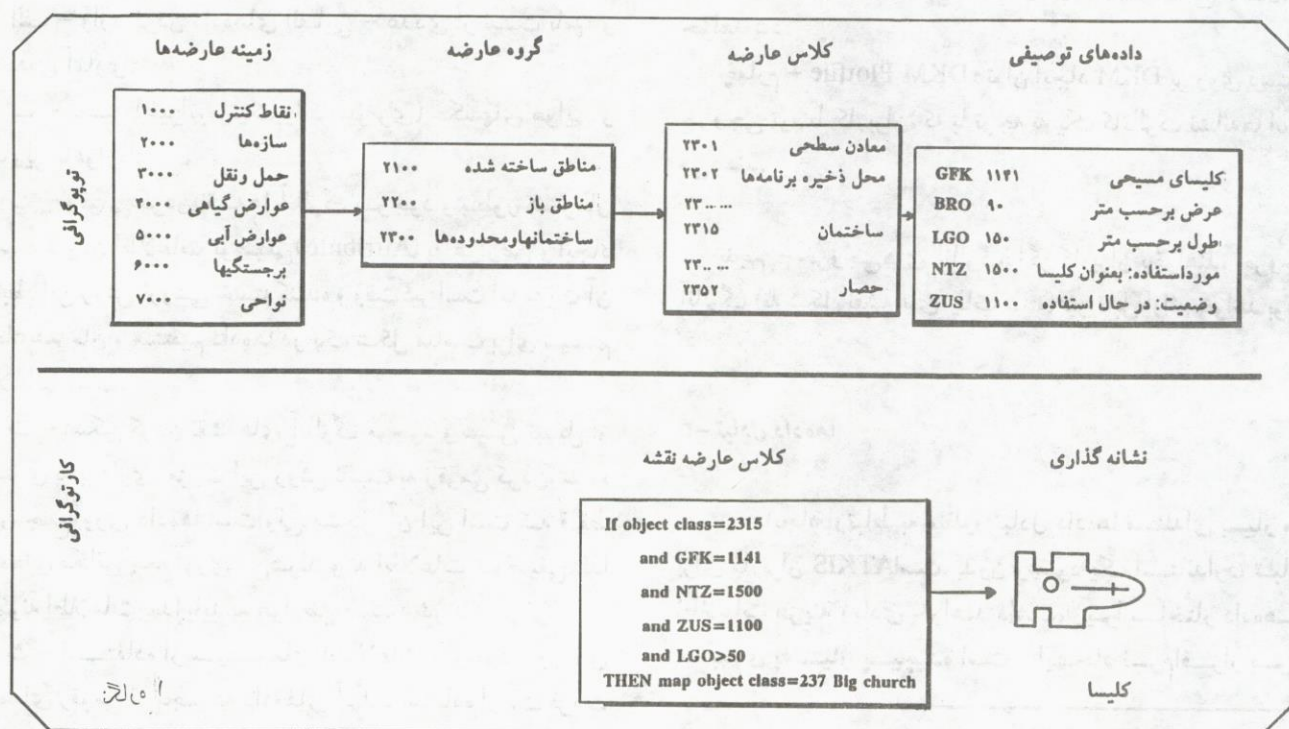 زمینه عارضه‌ها
گروه عارضه
کلاس عارضه
داده‌های توصیفی
توپوگرافی
نقاط کنترل ۱۰۰۰
سازه‌ها ۲۰۰۰
حمل ونقل ۳۰۰۰
عوارض گیاهی ۴۰۰۰
عوارض آبی ۵۰۰۰
برجستگیها ۶۰۰۰
نواحی ۷۰۰۰
مناطق ساخته شده ۲۱۰۰
مناطق باز ۲۲۰۰
ساختمانهاومحدوده‌ها ۲۳۰۰
معادن سطحی ۲۳۰۱
محل ذخیره برنامه‌ها ۲۳۰۲
۲۳.. ...
ساختمان ۲۳۱۵
۲۳.. ...
حصار ۲۳۵۲
کلیسای مسیحی ۱۱۴۱ GFK
عرض برحسب متر ۹۰ BRO
طول برحسب متر ۱۵۰ LGO
مورداستفاده: بعنوان کلیسا ۱۵۰۰ NTZ
وضعیت: در حال استفاده ۱۱۰۰ ZUS
کارتوگرافی
کلاس عارضه نقشه
نشانه گذاری
If object class=2315
and GFK=1141
and NTZ=1500
and ZUS=1100
and LGO>50
THEN map object class=237 Big church
کلیسا